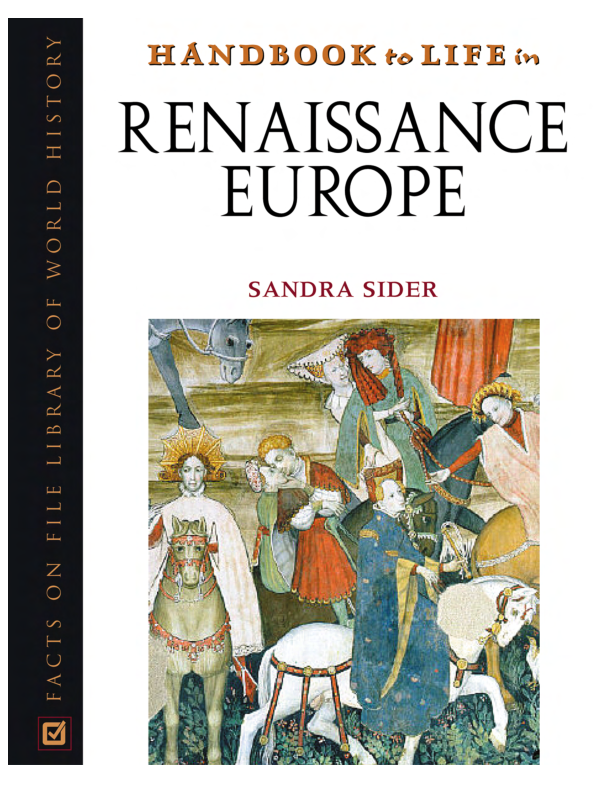 HANDBOOK to LIFE in
RENAISSANCE
EUROPE
SANDRA SIDER
FACTS ON FILE LIBRARY OF WORLD HISTORY